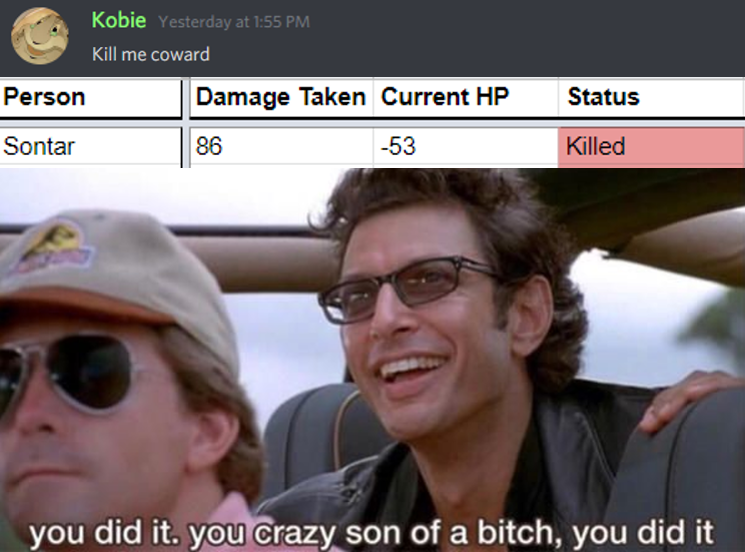 Kobie Yesterday at 1:55 PM
Kill me coward
Person Damage Taken Current HP Status
Sontar 86 -53 Killed
you did it. you crazy son of a bitch, you did it